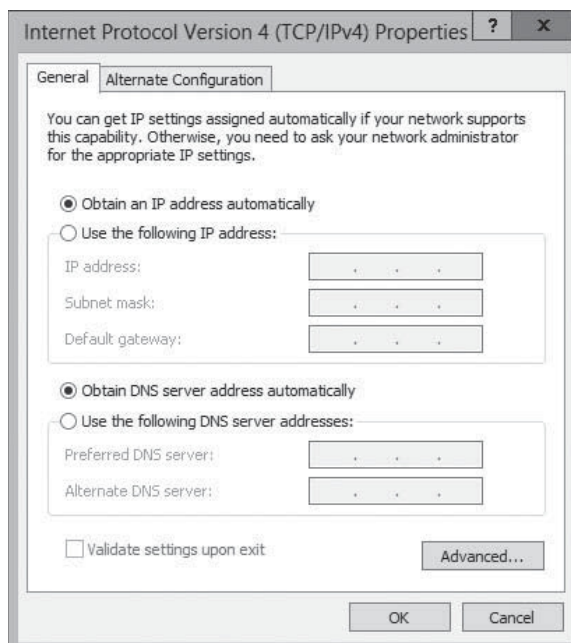 Internet Protocol Version 4 (TCP/IPv4) Properties ? x
General Alternate Configuration
You can get IP settings assigned automatically if your network supports
this capability. Otherwise, you need to ask your network administrator
for the appropriate IP settings.
Obtain an IP address automatically
Use the following IP address:
IP address:
Subnet mask:
Default gateway:
Obtain DNS server address automatically
Use the following DNS server addresses:
Preferred DNS server:
Alternate DNS server:
Validate settings upon exit
Advanced...
OK Cancel